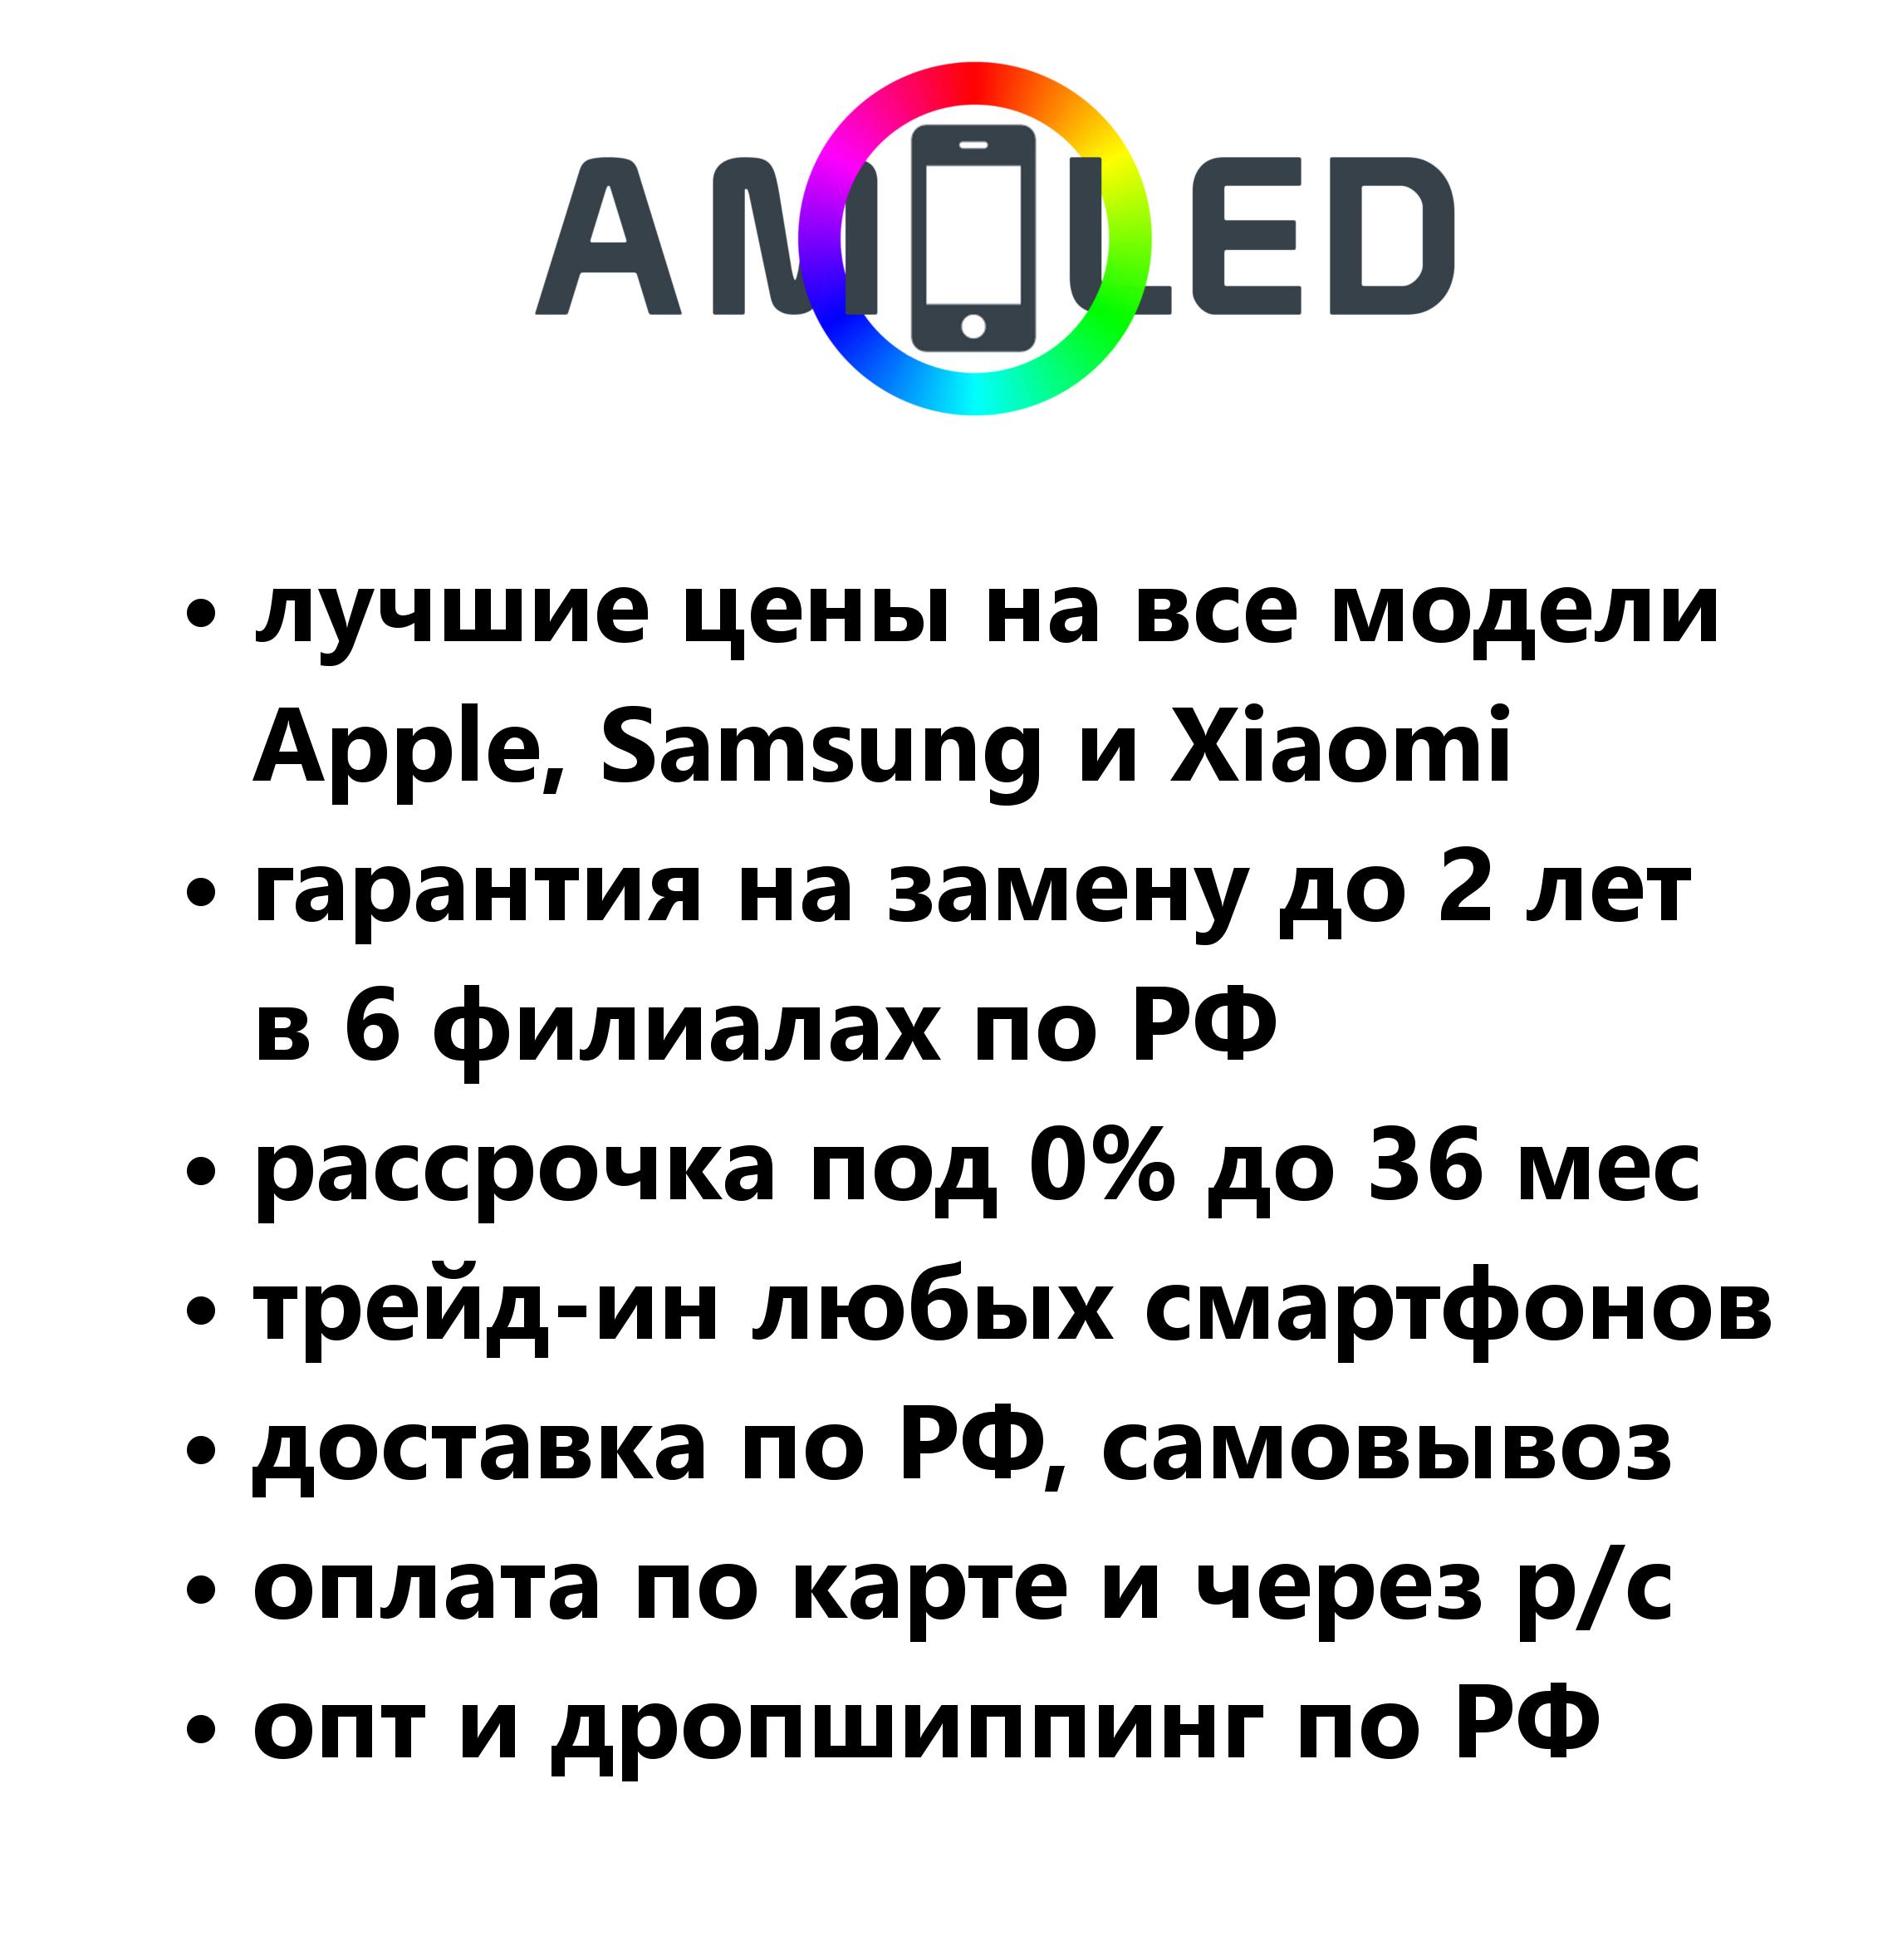 AMOLED
• лучшие цены на все модели
Apple, Samsung и Xiaomi
• гарантия на замену до 2 лет
в 6 филиалах по РФ
• рассрочка под 0% до 36 мес
• трейд-ин любых смартфонов
• доставка по РФ, самовывоз
• оплата по карте и через р/с
• опт и дропшиппинг по РФ